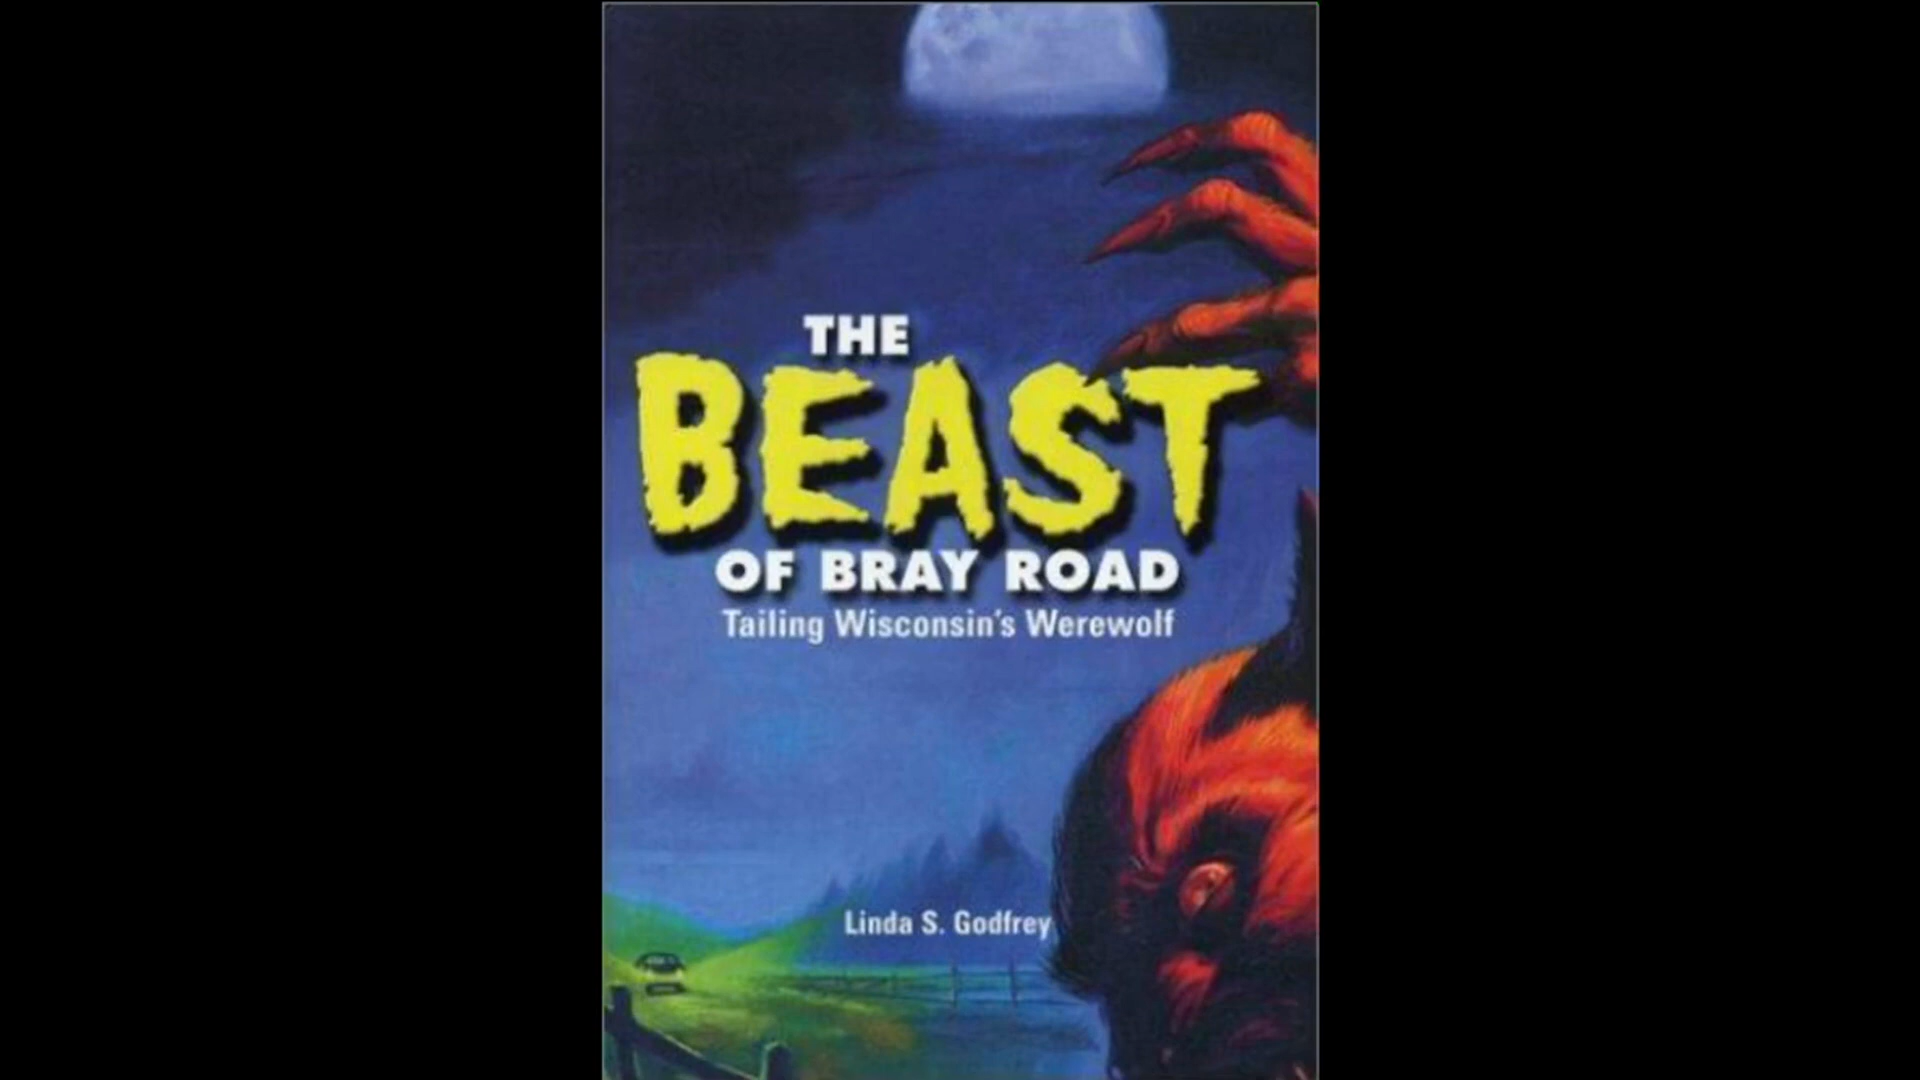 THE
BEAST
OF BRAY ROAD
Tailing Wisconsin's Werewolf
Linda S. Godfrey